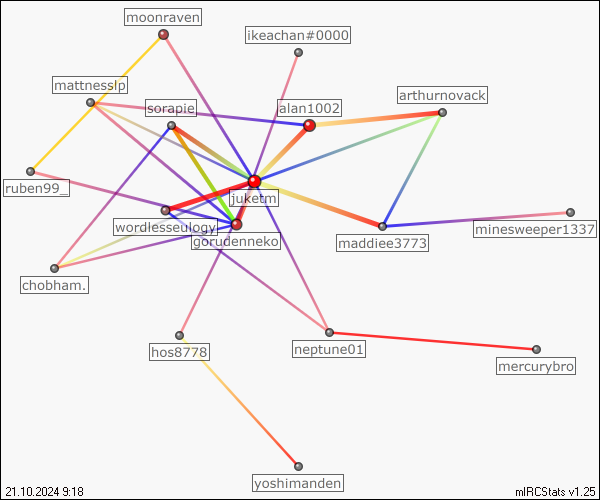 moonraven
ikeachan#0000
mattnesslp
sorapie
alan1002
arthurnovack
ruben99_
juketm
wordlesseulogy
gorudenneko
maddiee3773
minesweeper1337
chobham.
hos8778
neptune01
mercurybro
yoshimanden
21.10.2024 9:18
mIRCStats v1.25